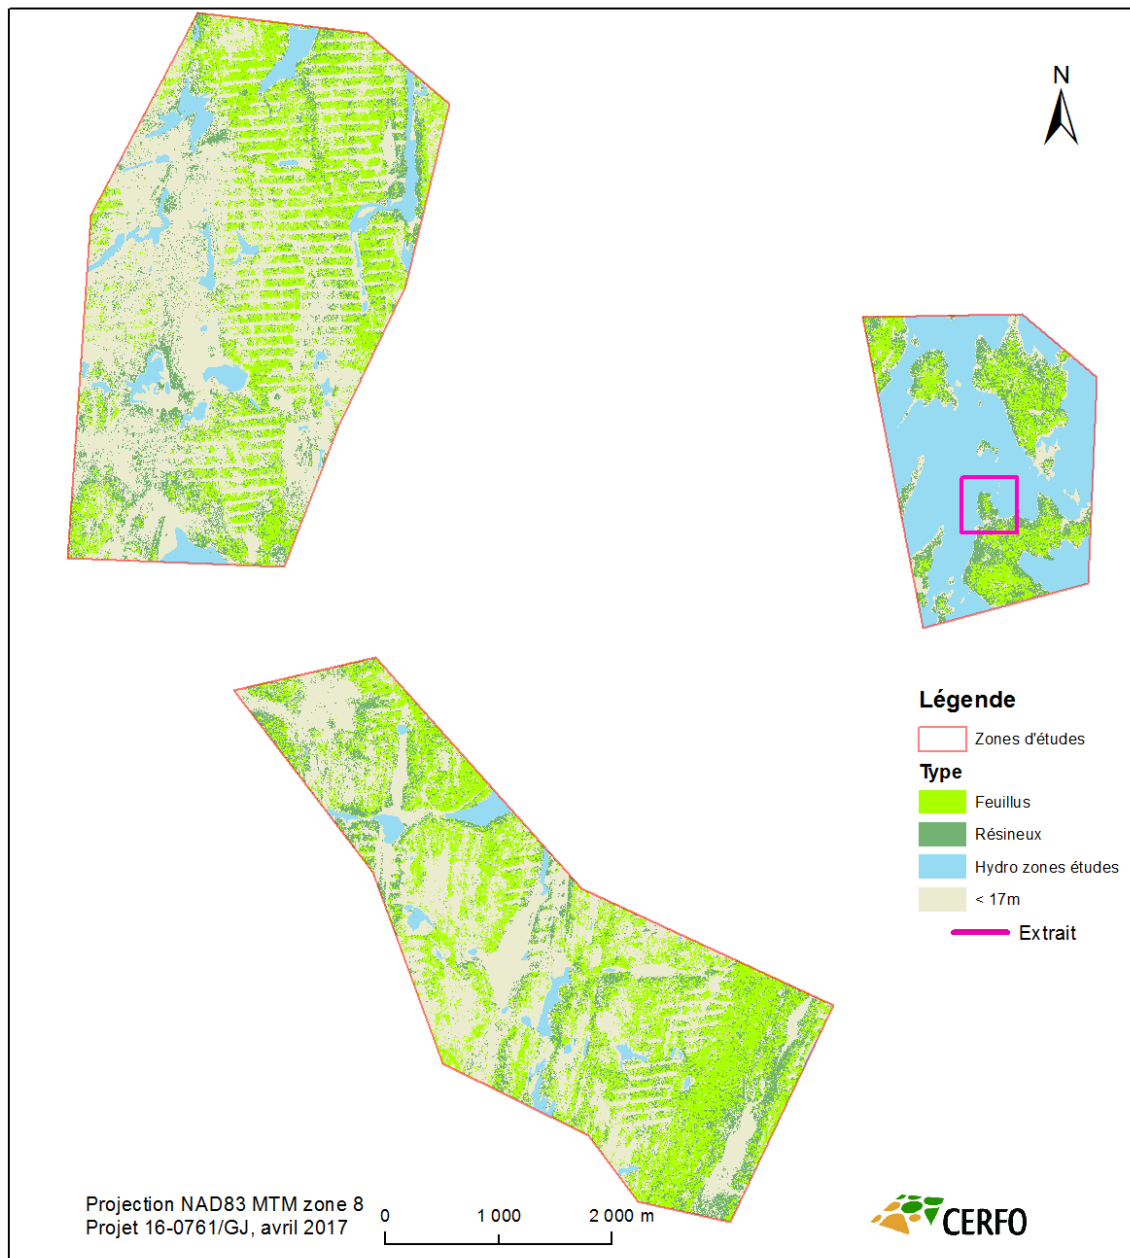 N
Légende
Zones d'études
Type
Feuillus
Résineux
Hydro zones études
< 17m
Extrait
Projection NAD83 MTM zone 8
Projet 16-0761/GJ, avril 2017
0 1 000 2 000 m
CERFO